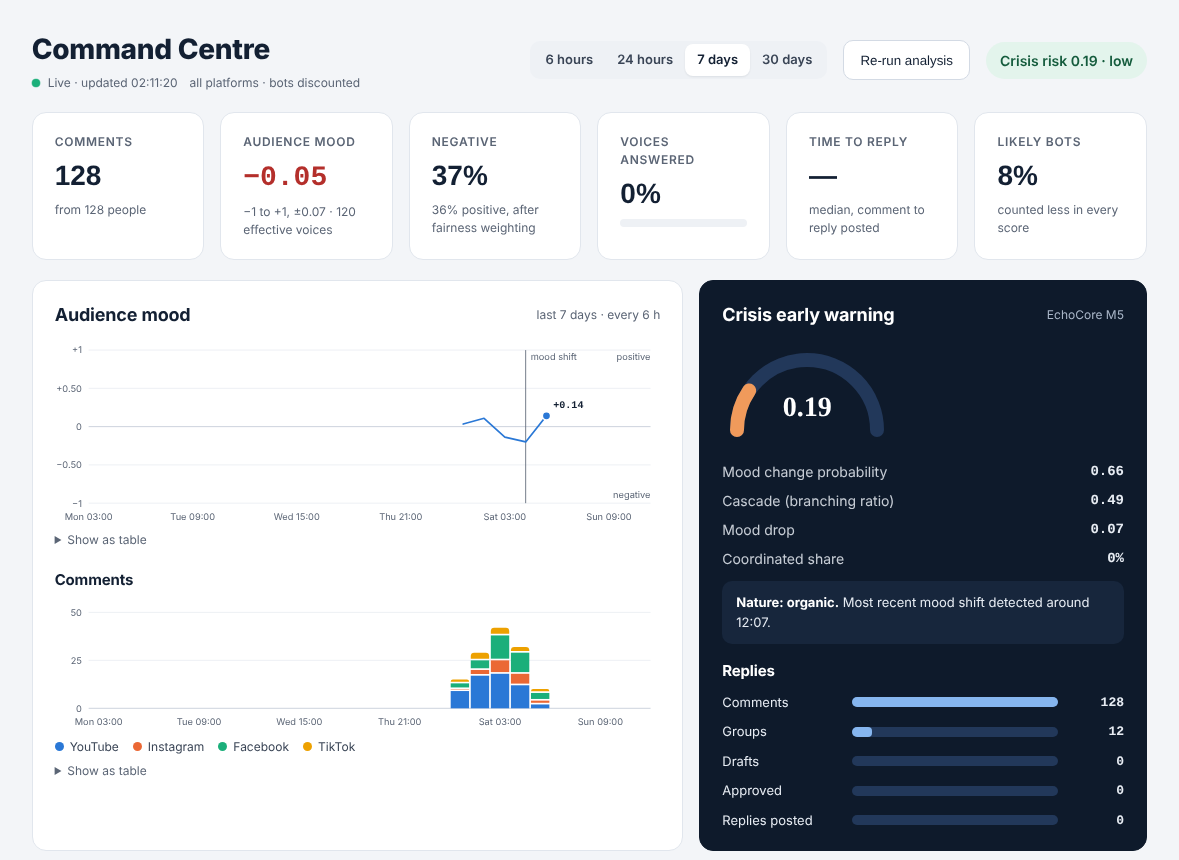 Command Centre
Live · updated 02:11:20 all platforms · bots discounted
6 hours 24 hours 7 days 30 days
Re-run analysis
Crisis risk 0.19 · low
COMMENTS
128
from 128 people
AUDIENCE MOOD
−0.05
−1 to +1, ±0.07 · 120
effective voices
NEGATIVE
37%
36% positive, after
fairness weighting
VOICES
ANSWERED
0%
TIME TO REPLY
—
median, comment to
reply posted
LIKELY BOTS
8%
counted less in every
score
Audience mood
last 7 days · every 6 h
+1
mood shift
positive
+0.50
+0.14
0
−0.50
negative
−1
Mon 03:00 Tue 09:00 Wed 15:00 Thu 21:00 Sat 03:00 Sun 09:00
Show as table
Comments
50
25
0
Mon 03:00 Tue 09:00 Wed 15:00 Thu 21:00 Sat 03:00 Sun 09:00
YouTube Instagram Facebook TikTok
Show as table
Crisis early warning
EchoCore M5
0.19
Mood change probability 0.66
Cascade (branching ratio) 0.49
Mood drop 0.07
Coordinated share 0%
Nature: organic. Most recent mood shift detected around
12:07.
Replies
Comments 128
Groups 12
Drafts 0
Approved 0
Replies posted 0